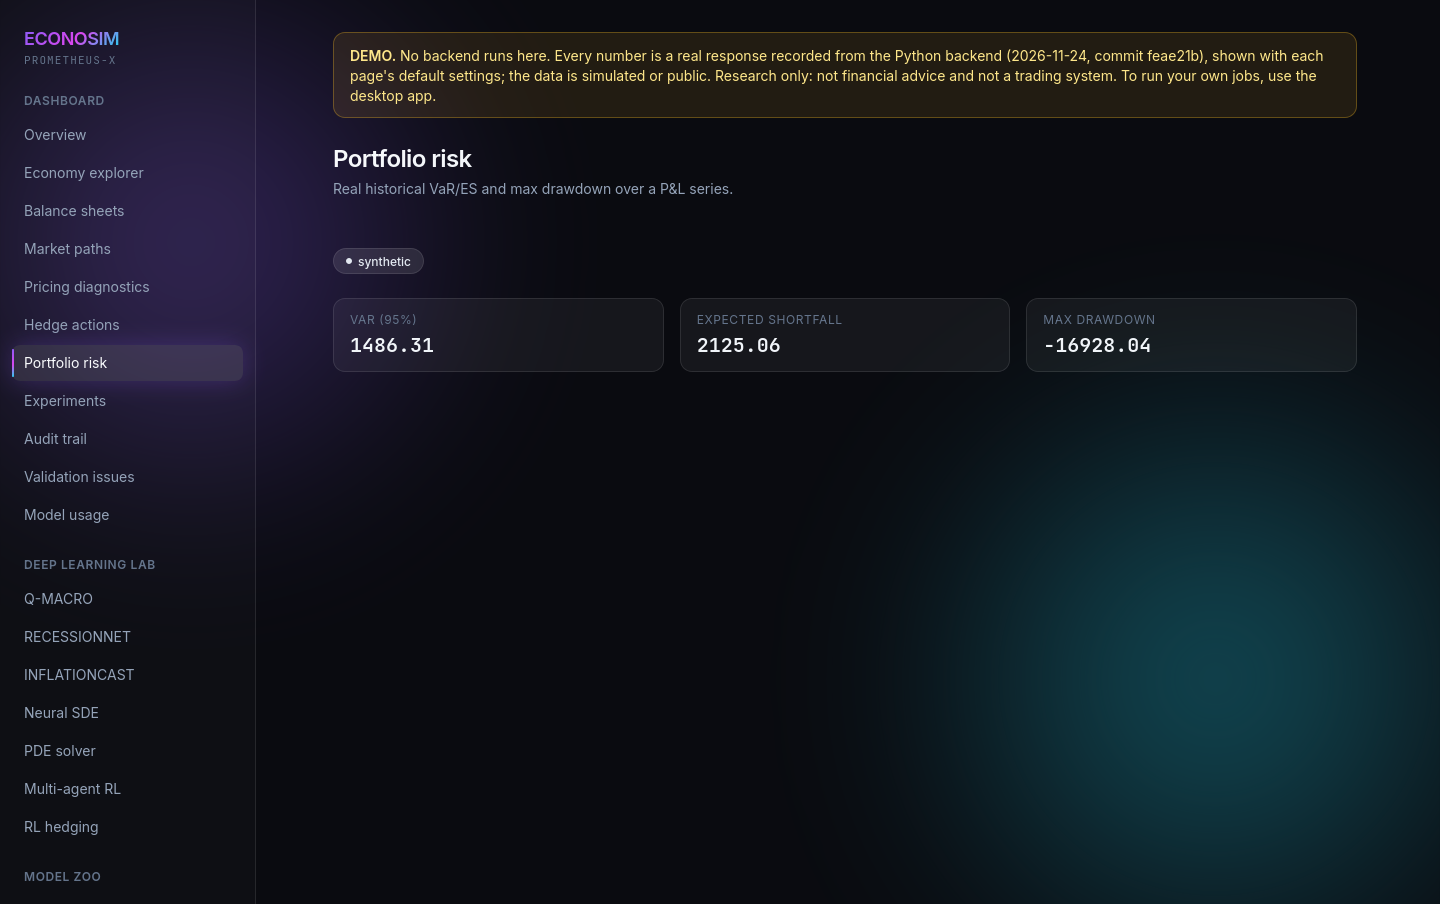 ECONOSIM
PROMETHEUS-X
DASHBOARD
Overview
Economy explorer
Balance sheets
Market paths
Pricing diagnostics
Hedge actions
Portfolio risk
Experiments
Audit trail
Validation issues
Model usage
DEEP LEARNING LAB
Q-MACRO
RECESSIONNET
INFLATIONCAST
Neural SDE
PDE solver
Multi-agent RL
RL hedging
MODEL ZOO
DEMO. No backend runs here. Every number is a real response recorded from the Python backend (2026-11-24, commit feae21b), shown with each
page's default settings; the data is simulated or public. Research only: not financial advice and not a trading system. To run your own jobs, use the
desktop app.
Portfolio risk
Real historical VaR/ES and max drawdown over a P&L series.
synthetic
VAR (95%)
1486.31
EXPECTED SHORTFALL
2125.06
MAX DRAWDOWN
-16928.04